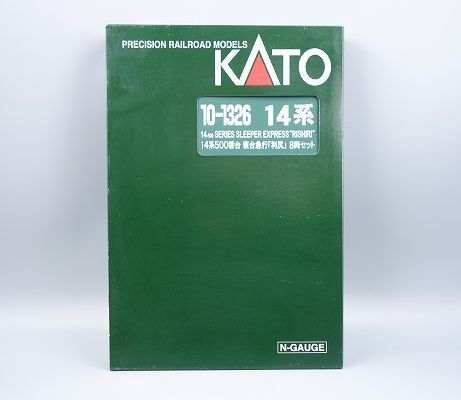 PRECISION RAILROAD MODELS
KATO
10-1326 14系
14-500 SERIES SLEEPER EXPRESS "RISHIRI"
14系500番台 寝台急行「利尻」 8両セット
N-GAUGE